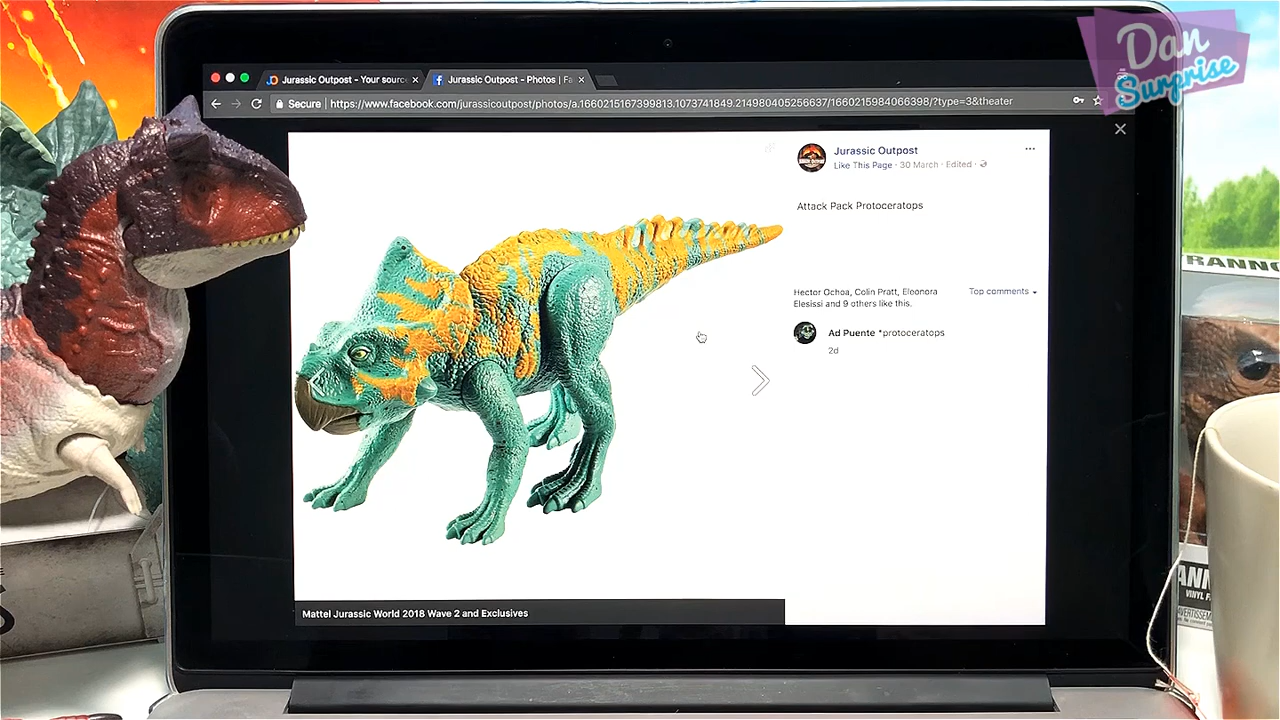 Dan
Surprise
Jurassic Outpost - Your source
Jurassic Outpost - Photos | Fa
Secure | https://www.facebook.com/jurassicoutpost/photos/a.1660215167399813.1073741849.214980405256637/1660215984066398/?type=3&theater
Jurassic Outpost
Like This Page · 30 March · Edited ·
Attack Pack Protoceratops
Hector Ochoa, Colin Pratt, Eleonora
Elesissi and 9 others like this.
Top comments
Ad Puente *protoceratops
2d
Mattel Jurassic World 2018 Wave 2 and Exclusives
RANNO
ANN
VINYL F